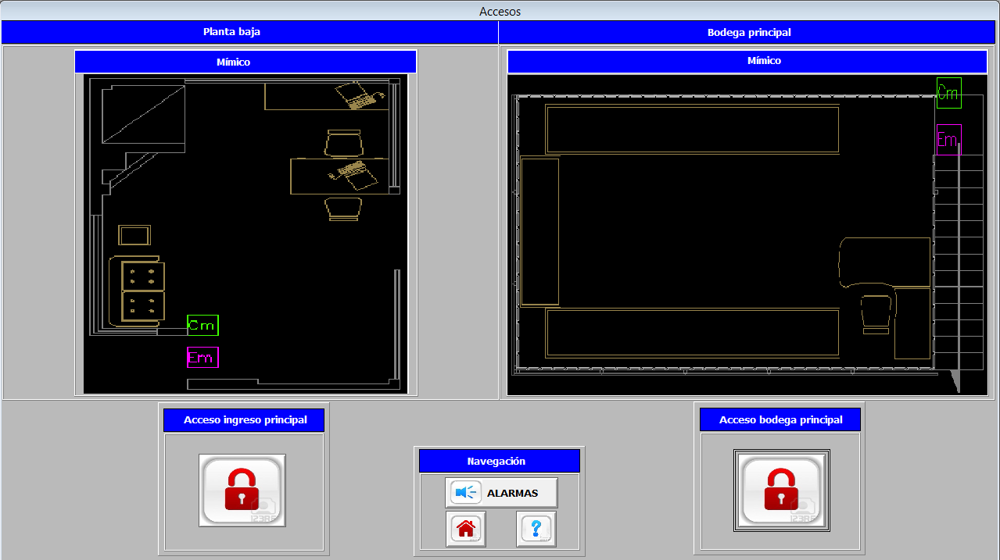 Accesos
Planta baja
Bodega principal
Mímico
Mímico
Cm
Em
Cm
Em
Acceso ingreso principal
Acceso bodega principal
Navegación
ALARMAS
?